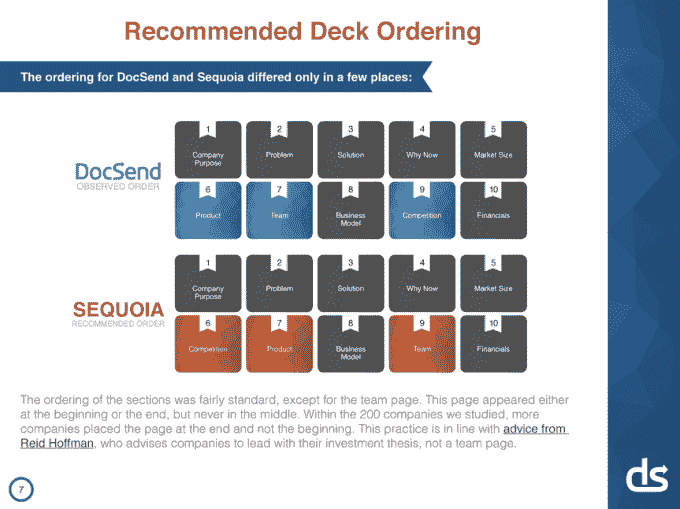 Recommended Deck Ordering
The ordering for DocSend and Sequoia differed only in a few places:
DocSend
OBSERVED ORDER
1
Company
Purpose
2
Problem
3
Solution
4
Why Now
5
Market Size
6
Product
7
Team
8
Business
Model
9
Competition
10
Financials
SEQUOIA
RECOMMENDED ORDER
1
Company
Purpose
2
Problem
3
Solution
4
Why Now
5
Market Size
6
Competition
7
Product
8
Business
Model
9
Team
10
Financials
The ordering of the sections was fairly standard, except for the team page. This page appeared either
at the beginning or the end, but never in the middle. Within the 200 companies we studied, more
companies placed the page at the end and not the beginning. This practice is in line with advice from
Reid Hoffman, who advises companies to lead with their investment thesis, not a team page.
7
ds